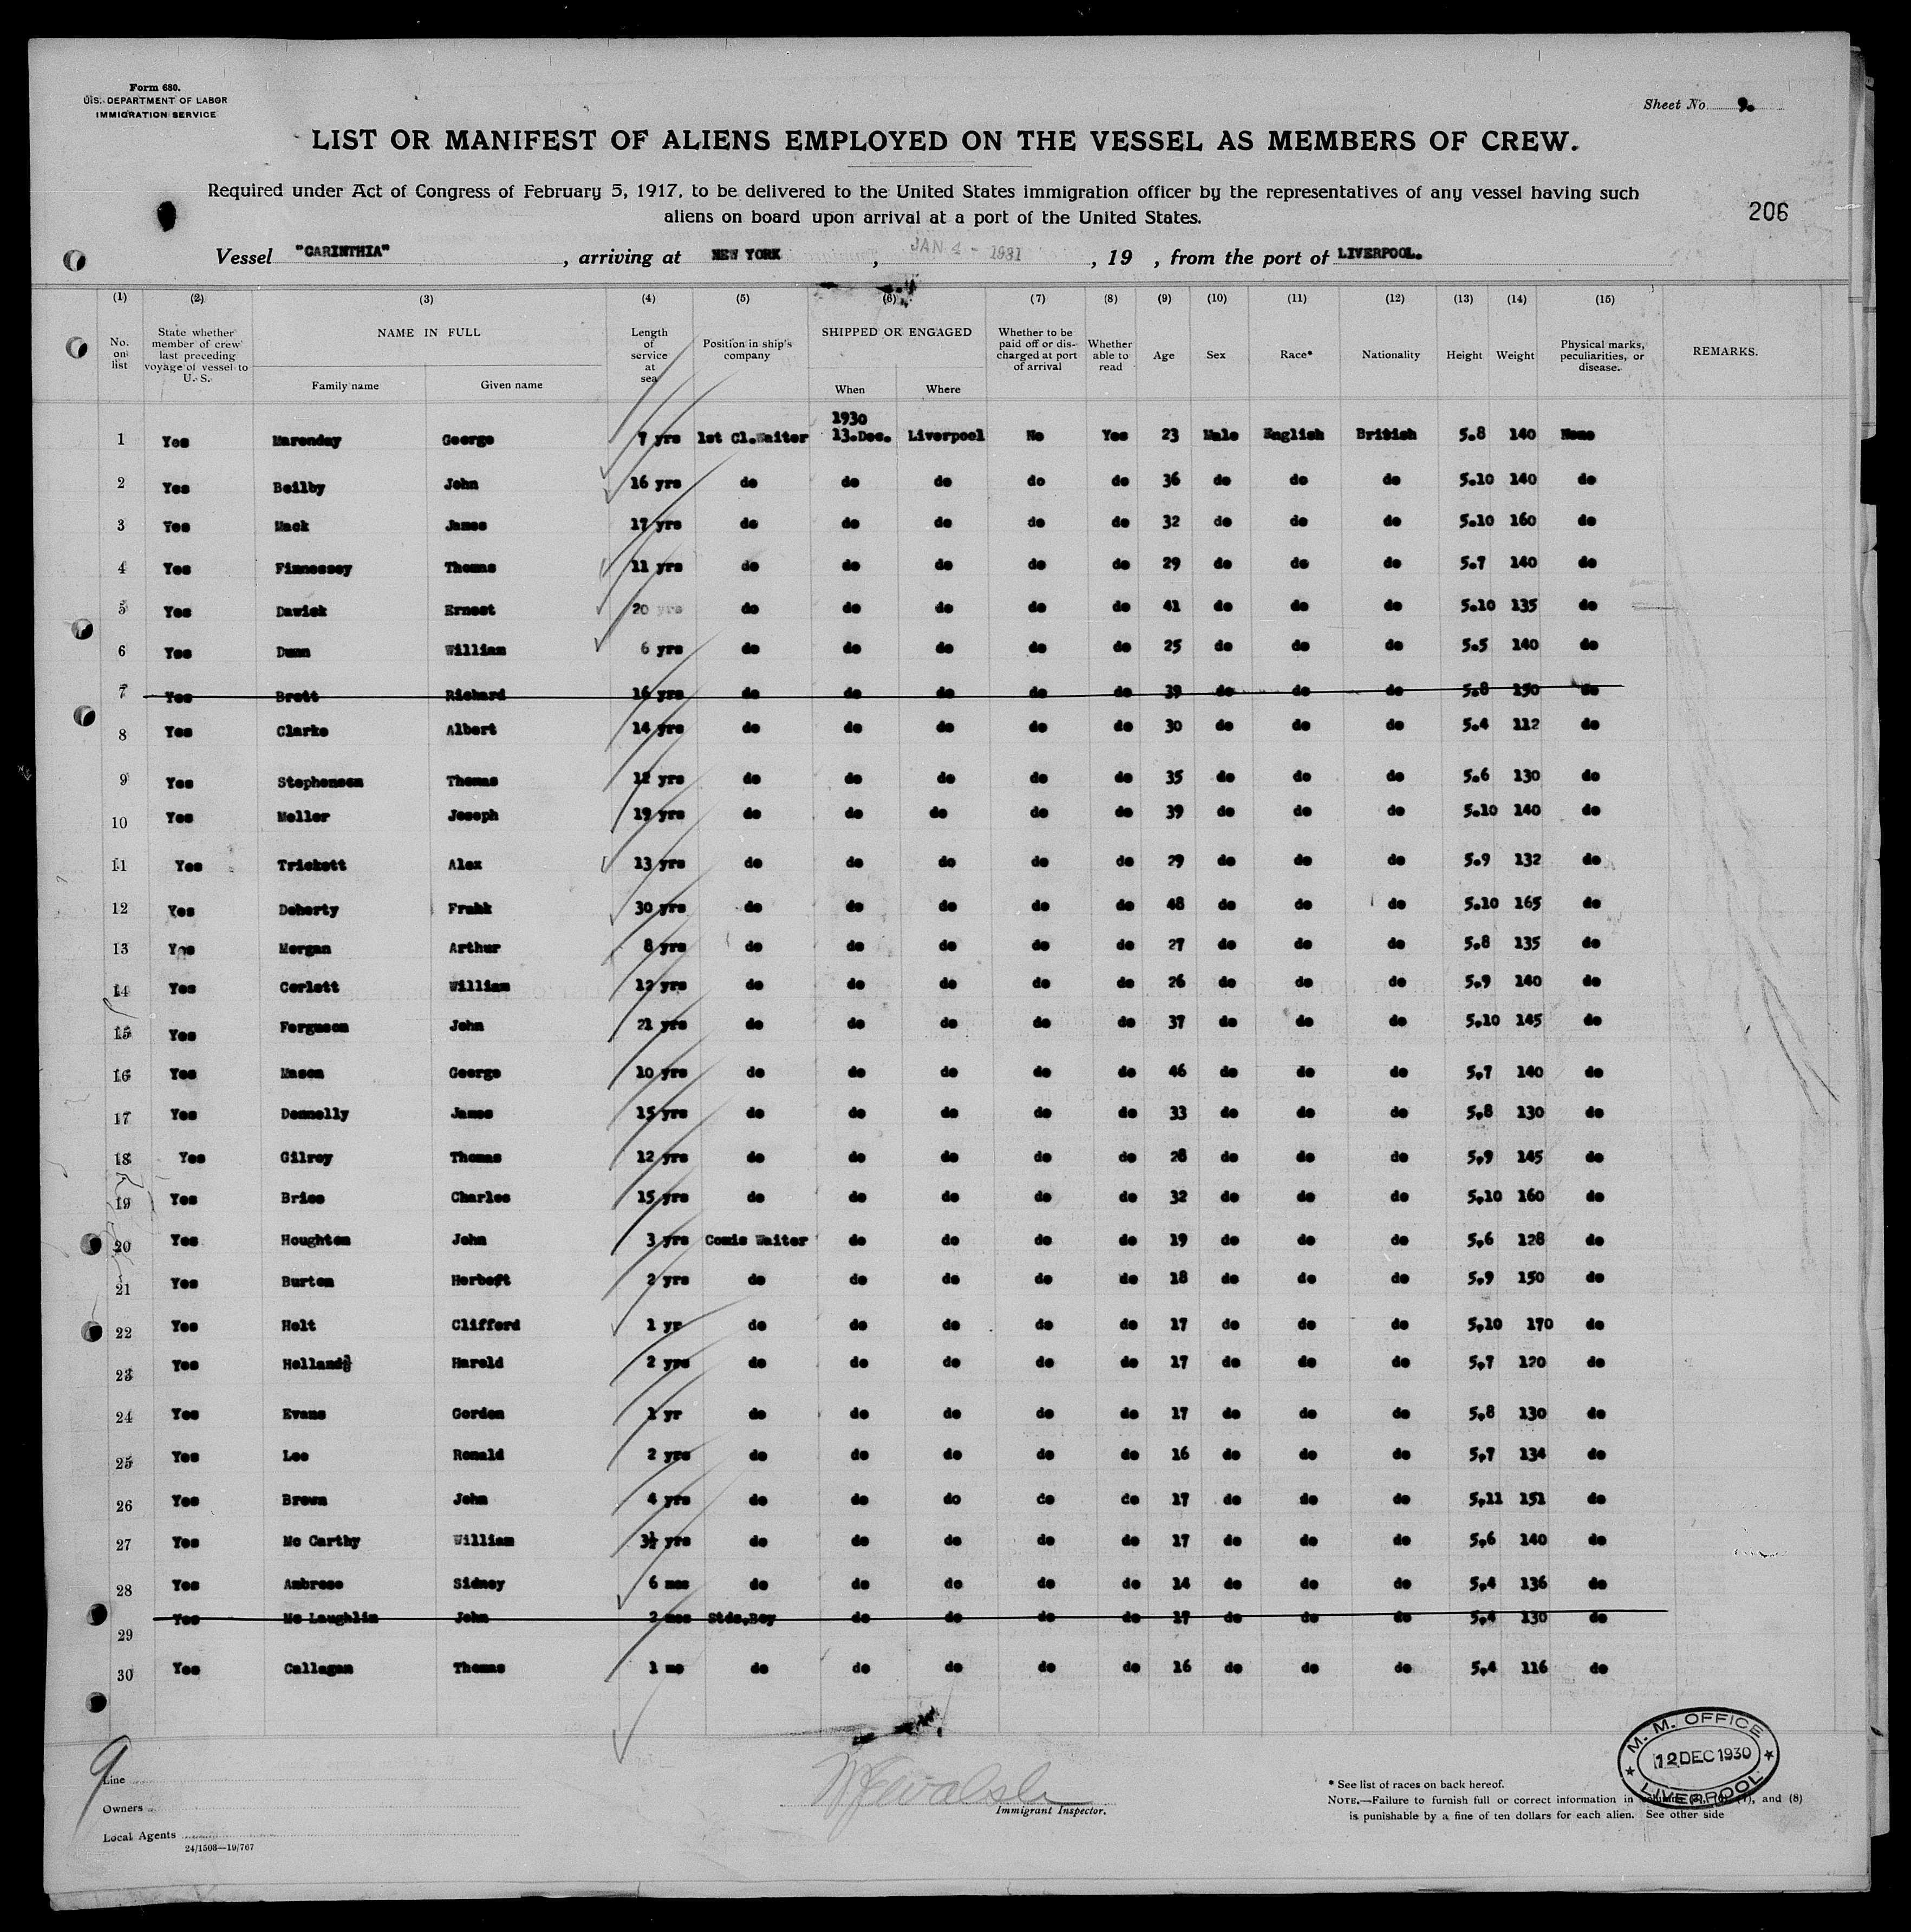 Form 680.
U.S. DEPARTMENT OF LABOR
IMMIGRATION SERVICE
Sheet No. 9.
LIST OR MANIFEST OF ALIENS EMPLOYED ON THE VESSEL AS MEMBERS OF CREW.
Required under Act of Congress of February 5, 1917, to be delivered to the United States immigration officer by the representatives of any vessel having such
aliens on board upon arrival at a port of the United States.
206
Vessel "CARINTHIA", arriving at NEW YORK, JAN 4 - 1931, 19 , from the port of LIVERPOOL.
(1) (2) (3) (4) (5) (6) (7) (8) (9) (10) (11) (12) (13) (14) (15)
No. on list
State whether member of crew last preceding voyage of vessel to U. S.
NAME IN FULL
Family name
Given name
Length of service at sea
Position in ship's company
SHIPPED OR ENGAGED
When
Where
Whether to be paid off or discharged at port of arrival
Whether able to read
Age
Sex
Race*
Nationality
Height
Weight
Physical marks, peculiarities, or disease.
REMARKS.
1930
1 Yes Marenday George 7 yrs 1st Cl.Waiter 13.Dec. Liverpool No Yes 23 Male English British 5.8 140 None
2 Yes Beilby John 16 yrs do do do do do 36 do do do 5.10 140 do
3 Yes Mack James 17 yrs do do do do do 32 do do do 5.10 160 do
4 Yes Finnessey Thomas 11 yrs do do do do do 29 do do do 5.7 140 do
5 Yes Dawick Ernest 20 yrs do do do do do 41 do do do 5.10 135 do
6 Yes Dunn William 6 yrs do do do do do 25 do do do 5.5 140 do
7 Yes Brett Richard 16 yrs do do do do do 39 do do do 5.8 150 do
8 Yes Clarke Albert 14 yrs do do do do do 30 do do do 5.4 112 do
9 Yes Stephenson Thomas 12 yrs do do do do do 35 do do do 5.6 130 do
10 Yes Meller Joseph 19 yrs do do do do do 39 do do do 5.10 140 do
11 Yes Trickett Alex 13 yrs do do do do do 29 do do do 5.9 132 do
12 Yes Doherty Frank 30 yrs do do do do do 48 do do do 5.10 165 do
13 Yes Morgan Arthur 8 yrs do do do do do 27 do do do 5.8 135 do
14 Yes Corlett William 12 yrs do do do do do 26 do do do 5.9 140 do
15 Yes Ferguson John 21 yrs do do do do do 37 do do do 5.10 145 do
16 Yes Mason George 10 yrs do do do do do 46 do do do 5.7 140 do
17 Yes Donnelly James 15 yrs do do do do do 33 do do do 5.8 130 do
18 Yes Gilroy Thomas 12 yrs do do do do do 28 do do do 5.9 145 do
19 Yes Brice Charles 15 yrs do do do do do 32 do do do 5.10 160 do
20 Yes Houghton John 3 yrs Comis Waiter do do do do 19 do do do 5.6 128 do
21 Yes Burton Herbert 2 yrs do do do do do 18 do do do 5.9 150 do
22 Yes Holt Clifford 1 yr do do do do do 17 do do do 5.10 170 do
23 Yes Holland Harold 2 yrs do do do do do 17 do do do 5.7 120 do
24 Yes Evans Gordon 1 yr do do do do do 17 do do do 5.8 130 do
25 Yes Lee Ronald 2 yrs do do do do do 16 do do do 5.7 134 do
26 Yes Brown John 4 yrs do do do do do 17 do do do 5.11 151 do
27 Yes Mc Carthy William 3½ yrs do do do do do 17 do do do 5.6 140 do
28 Yes Ambrose Sidney 6 mos do do do do do 14 do do do 5.4 136 do
29 Yes Mc Laughlin John 2 mos Stds.Boy do do do do 17 do do do 5.4 130 do
30 Yes Callagan Thomas 1 mo do do do do do 16 do do do 5.4 116 do
M. M. OFFICE
12 DEC 1930
LIVERPOOL
9
Line
Owners
Local Agents
24/1503—19/767
Immigrant Inspector.
* See list of races on back hereof.
NOTE.—Failure to furnish full or correct information in columns , and (8)
is punishable by a fine of ten dollars for each alien. See other side